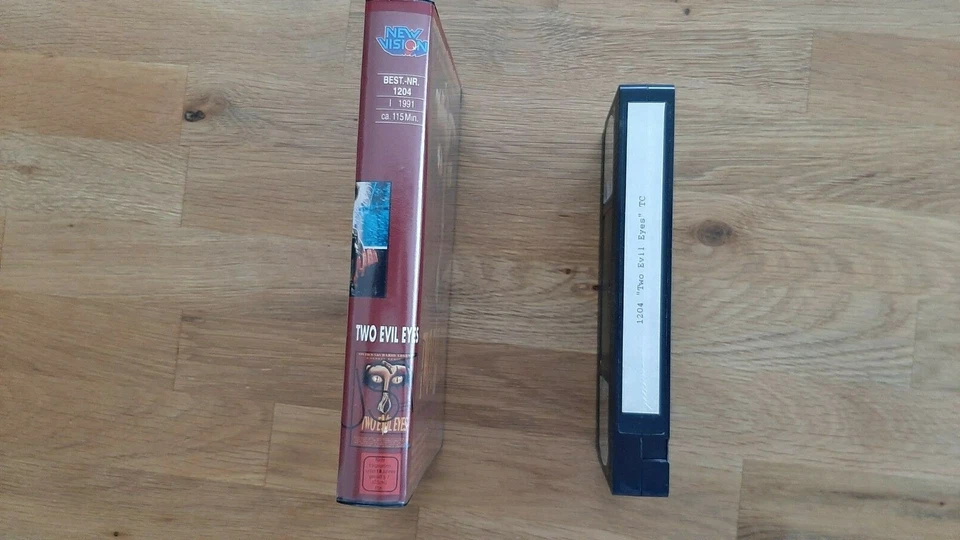 NEW
VISION
BEST.-NR.
1204
I 1991
ca. 115 Min.
TWO EVIL EYES
TWO EVIL EYES
1204 "Two Evil Eyes" TC